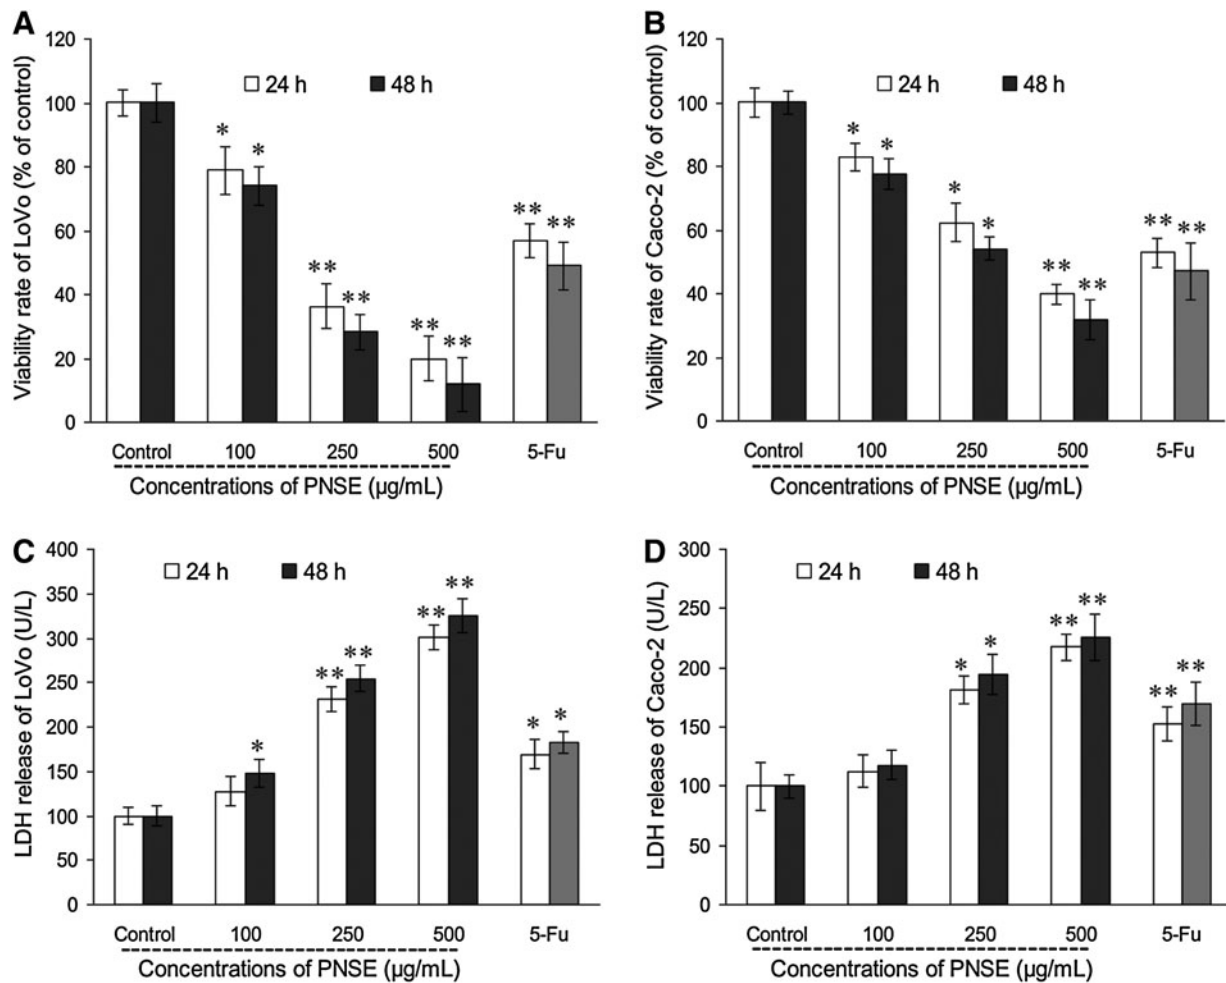 A
Viability rate of LoVo (% of control)
120
100
80
60
40
20
0
24 h 48 h
* *
** **
** **
** **
Control 100 250 500 5-Fu
Concentrations of PNSE (µg/mL)
B
Viability rate of Caco-2 (% of control)
120
100
80
60
40
20
0
24 h 48 h
* *
* *
** **
** **
Control 100 250 500 5-Fu
Concentrations of PNSE (µg/mL)
C
LDH release of LoVo (U/L)
400
350
300
250
200
150
100
50
0
24 h 48 h
*
** **
** **
* *
Control 100 250 500 5-Fu
Concentrations of PNSE (µg/mL)
D
LDH release of Caco-2 (U/L)
300
250
200
150
100
50
0
24 h 48 h
* *
** **
** **
Control 100 250 500 5-Fu
Concentrations of PNSE (µg/mL)